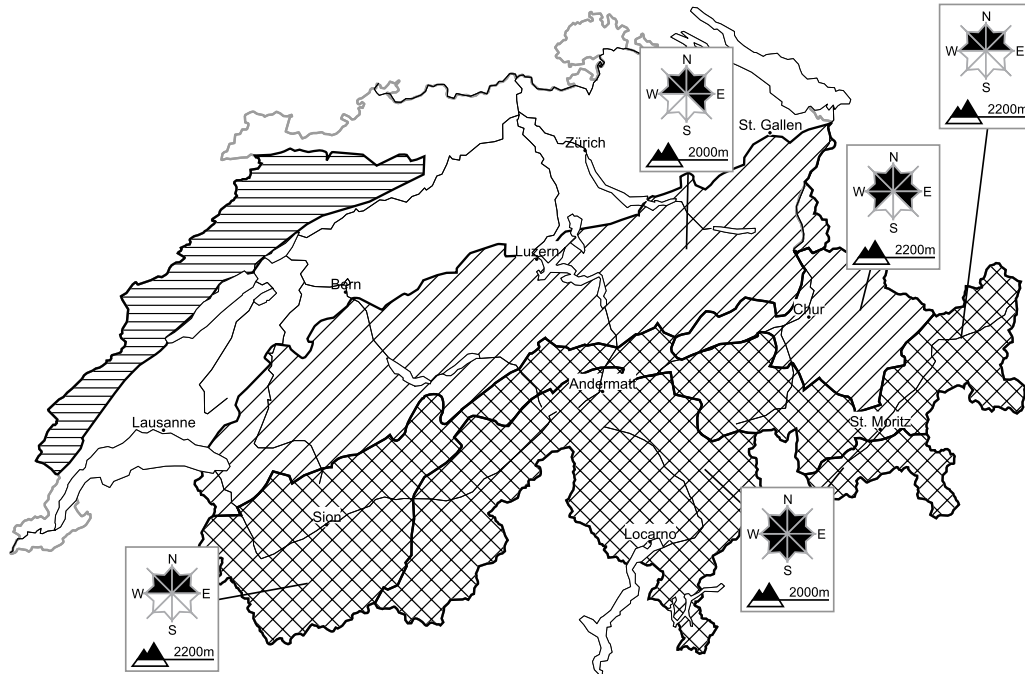 N
W E
S
2200m
N
W E
S
2000m
St. Gallen
Zürich
N
W E
S
2200m
Luzern
Bern
Chur
Andermatt
Lausanne
St. Moritz
Sion
Locarno
N
W E
S
2000m
N
W E
S
2200m